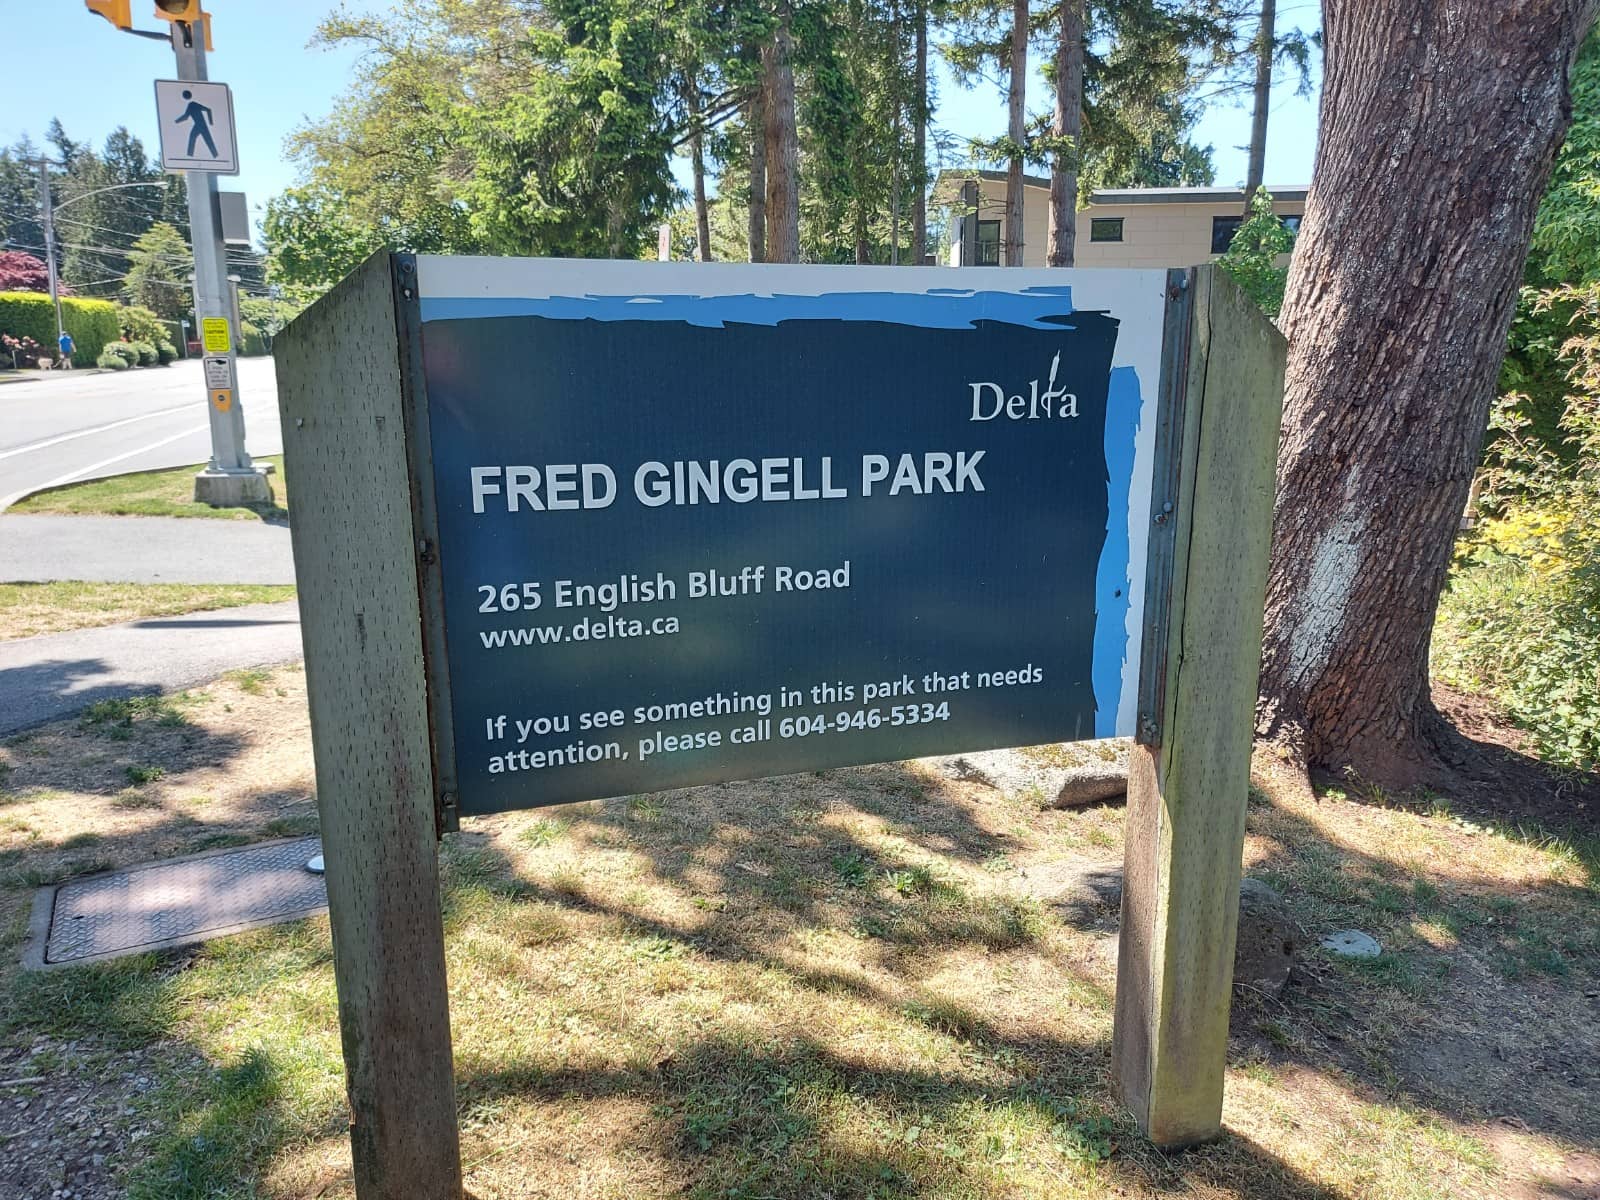 Delta
FRED GINGELL PARK
265 English Bluff Road
www.delta.ca
If you see something in this park that needs
attention, please call 604-946-5334